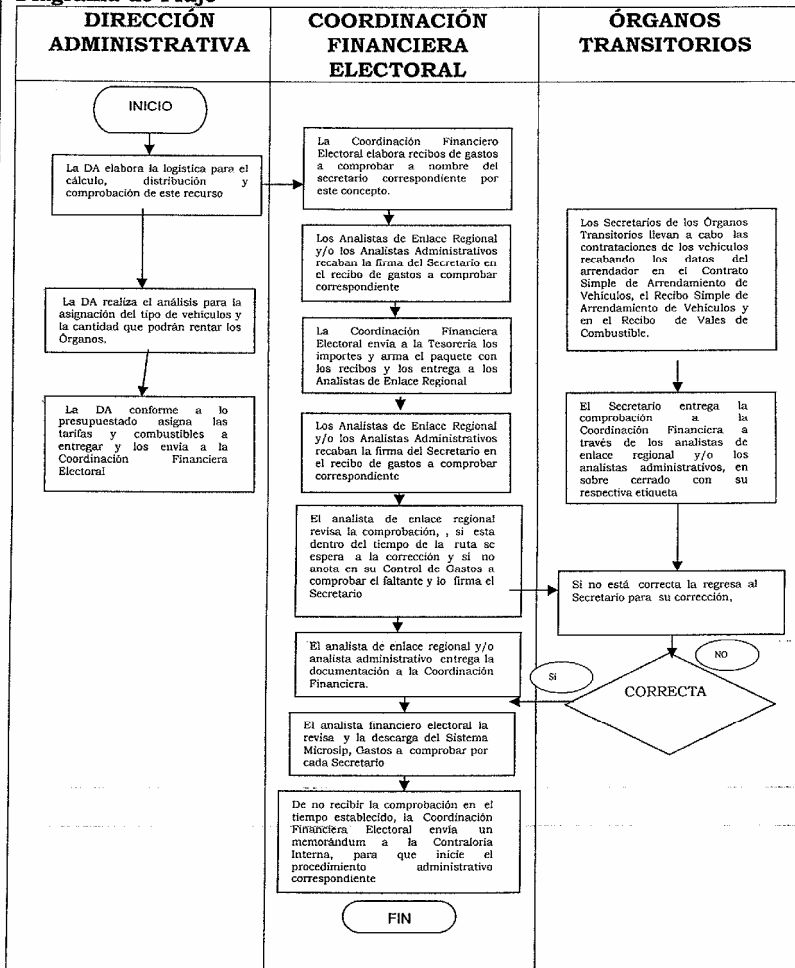 Diagrama de Flujo
DIRECCIÓN
ADMINISTRATIVA
COORDINACIÓN
FINANCIERA
ELECTORAL
ÓRGANOS
TRANSITORIOS
INICIO
La DA elabora la logística para el
cálculo, distribución y
comprobación de este recurso
La DA realiza el análisis para la
asignación del tipo de vehículos y
la cantidad que podrán rentar los
Órganos.
La DA conforme a lo
presupuestado asigna las
tarifas y combustibles a
entregar y los envía a la
Coordinación Financiera
Electoral
La Coordinación Financiero
Electoral elabora recibos de gastos
a comprobar a nombre del
secretario correspondiente por
este concepto.
Los Analistas de Enlace Regional
y/o los Analistas Administrativos
recaban la firma del Secretario en
el recibo de gastos a comprobar
correspondiente
La Coordinación Financiera
Electoral envía a la Tesorería los
importes y arma el paquete con
los recibos y los entrega a los
Analistas de Enlace Regional
Los Analistas de Enlace Regional
y/o los Analistas Administrativos
recaban la firma del Secretario en
el recibo de gastos a comprobar
correspondiente
El analista de enlace regional
revisa la comprobación, , si esta
dentro del tiempo de la ruta se
espera a la corrección y si no
anota en su Control de Gastos a
comprobar el faltante y lo firma el
Secretario
El analista de enlace regional y/o
analista administrativo entrega la
documentación a la Coordinación
Financiera.
El analista financiero electoral la
revisa y la descarga del Sistema
Microsip, Gastos a comprobar por
cada Secretario
De no recibir la comprobación en el
tiempo establecido, la Coordinación
Financiera Electoral envía un
memorándum a la Contraloría
Interna, para que inicie el
procedimiento administrativo
correspondiente
FIN
Los Secretarios de los Órganos
Transitorios llevan a cabo las
contrataciones de los vehículos
recabando los datos del
arrendador en el Contrato
Simple de Arrendamiento de
Vehículos, el Recibo Simple de
Arrendamiento de Vehículos y
en el Recibo de Vales de
Combustible.
El Secretario entrega la
comprobación a la
Coordinación Financiera a
través de los analistas de
enlace regional y/o los
analistas administrativos, en
sobre cerrado con su
respectiva etiqueta
Si no está correcta la regresa al
Secretario para su corrección,
NO
SI
CORRECTA